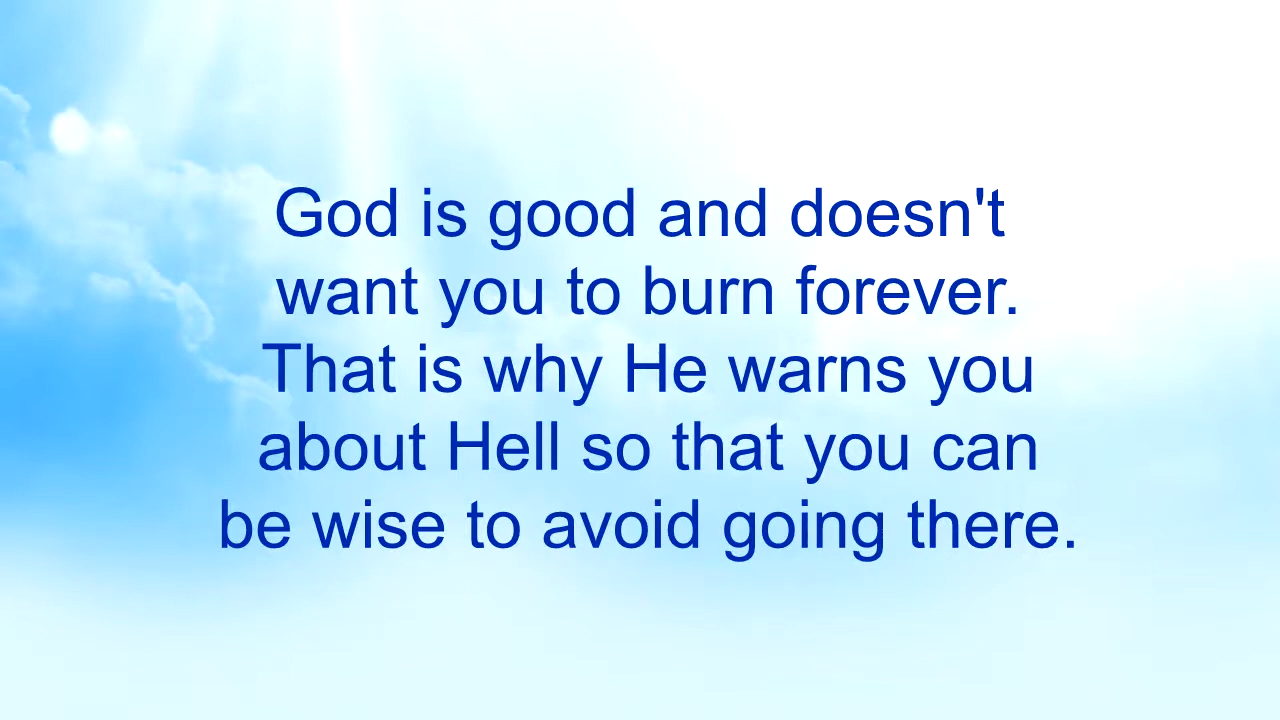 God is good and doesn't
want you to burn forever.
That is why He warns you
about Hell so that you can
be wise to avoid going there.